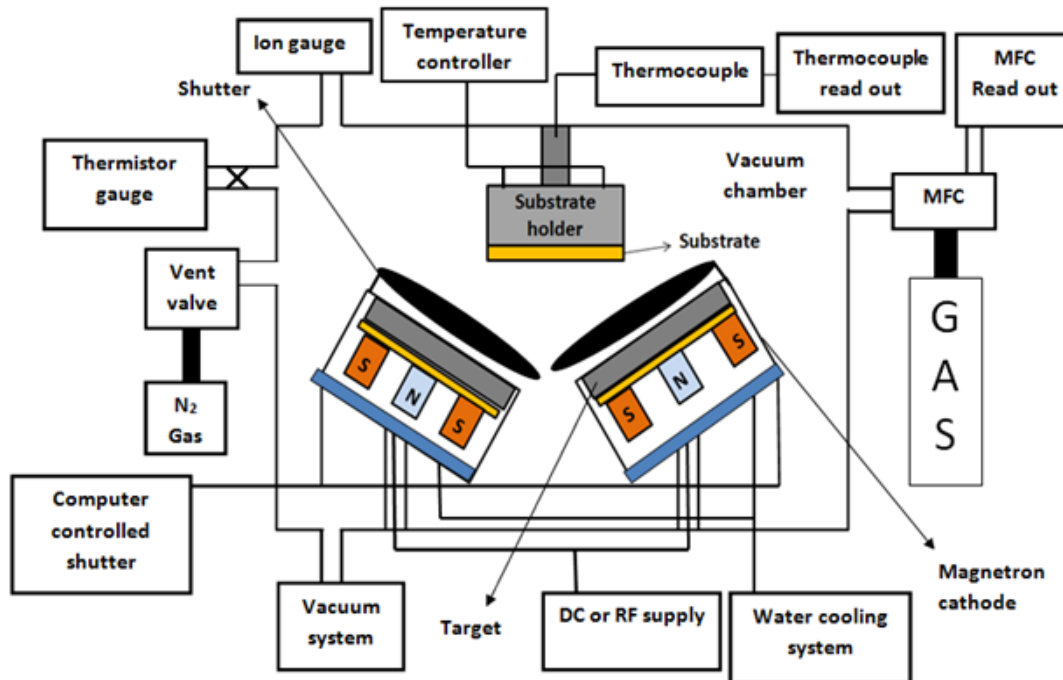 Ion gauge
Temperature
controller
Thermocouple
Thermocouple
read out
MFC
Read out
Shutter
Thermistor
gauge
Vacuum
chamber
MFC
Substrate
holder
Substrate
Vent
valve
N₂
Gas
G
A
S
S
N
S
S
N
S
Computer
controlled
shutter
Vacuum
system
Target
DC or RF supply
Water cooling
system
Magnetron
cathode